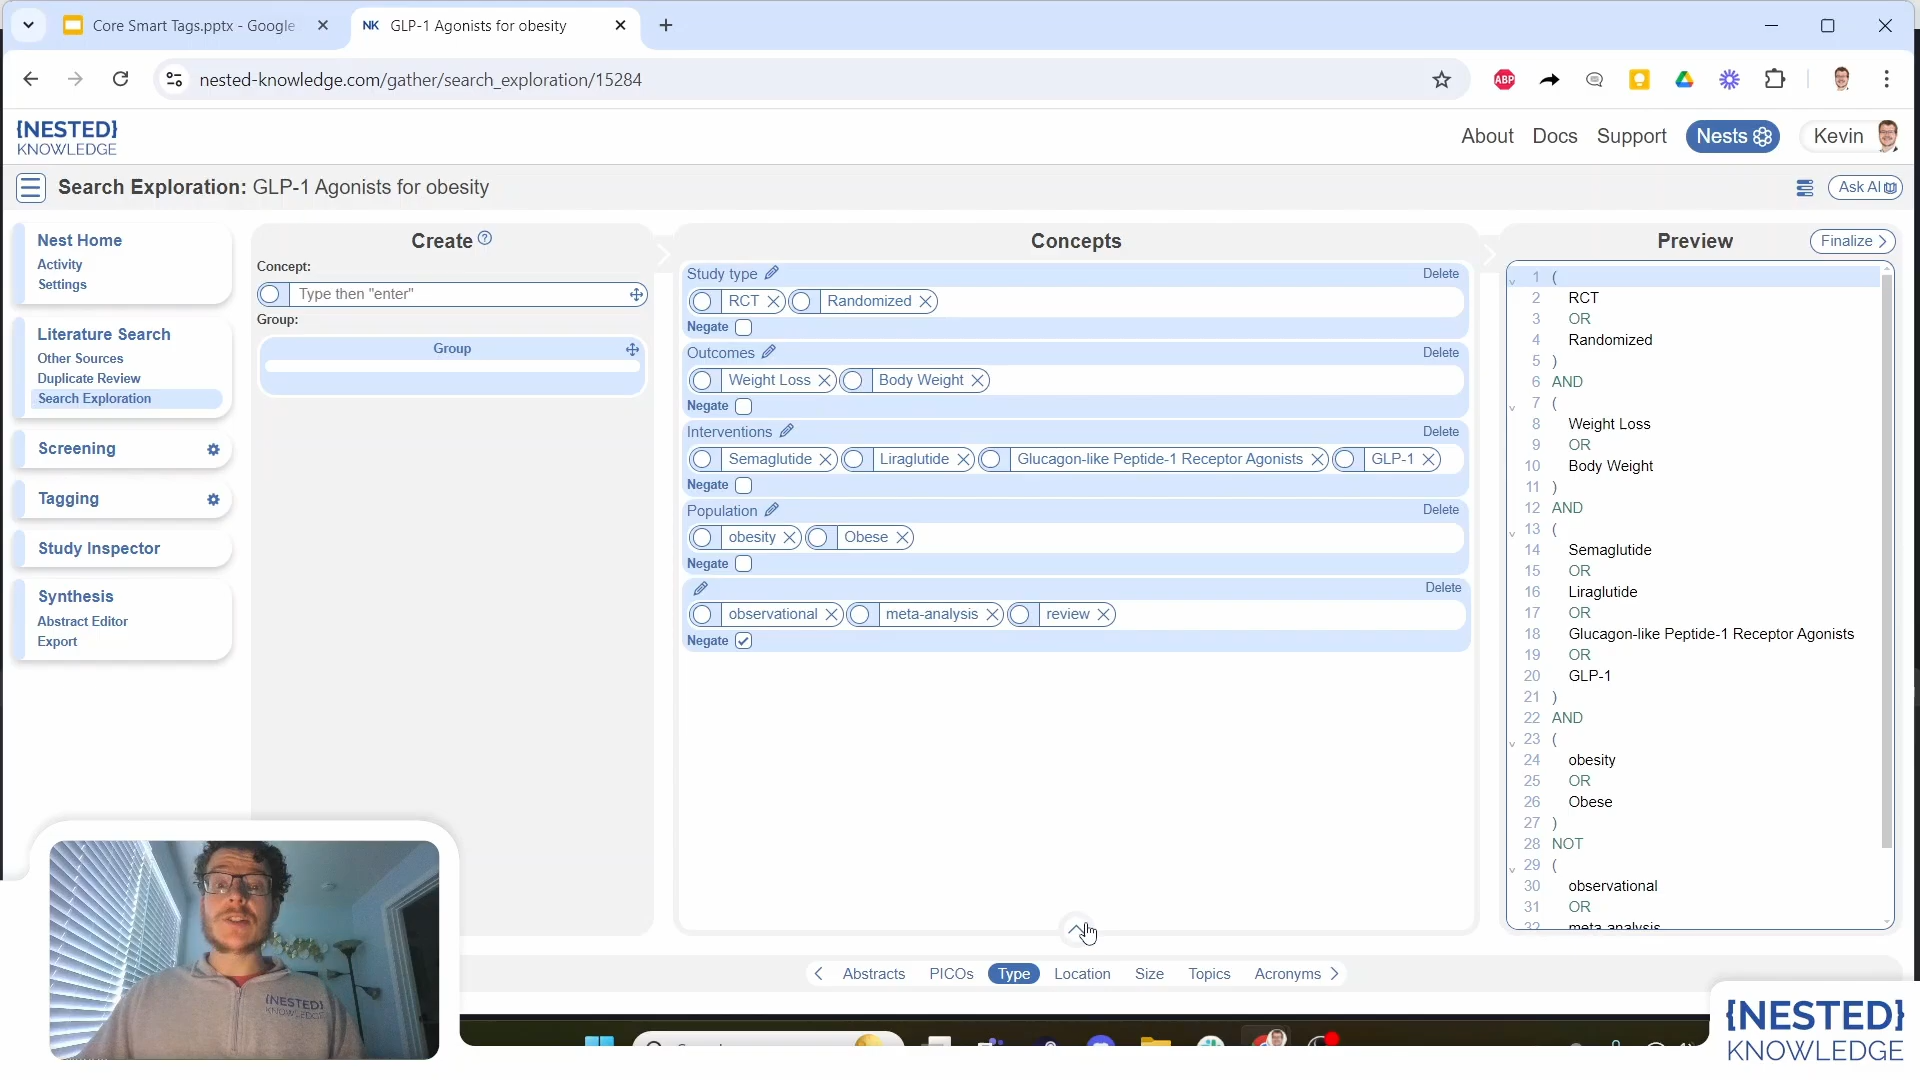 Core Smart Tags.pptx - Google
NK GLP-1 Agonists for obesity
nested-knowledge.com/gather/search_exploration/15284
ABP
{NESTED}
KNOWLEDGE
About Docs Support Nests Kevin
Search Exploration: GLP-1 Agonists for obesity
Ask AI
Nest Home
Activity
Settings
Literature Search
Other Sources
Duplicate Review
Search Exploration
Screening
Tagging
Study Inspector
Synthesis
Abstract Editor
Export
Create ?
Concept:
Type then "enter"
Group:
Group
Concepts
Study type Delete
RCT Randomized
Negate
Outcomes Delete
Weight Loss Body Weight
Negate
Interventions Delete
Semaglutide Liraglutide Glucagon-like Peptide-1 Receptor Agonists GLP-1
Negate
Population Delete
obesity Obese
Negate
Delete
observational meta-analysis review
Negate
Preview
Finalize
1 (
2 RCT
3 OR
4 Randomized
5 )
6 AND
7 (
8 Weight Loss
9 OR
10 Body Weight
11 )
12 AND
13 (
14 Semaglutide
15 OR
16 Liraglutide
17 OR
18 Glucagon-like Peptide-1 Receptor Agonists
19 OR
20 GLP-1
21 )
22 AND
23 (
24 obesity
25 OR
26 Obese
27 )
28 NOT
29 (
30 observational
31 OR
32 meta-analysis
Abstracts PICOs Type Location Size Topics Acronyms
{NESTED}
KNOWLEDGE
{NESTED}
KNOWLEDGE